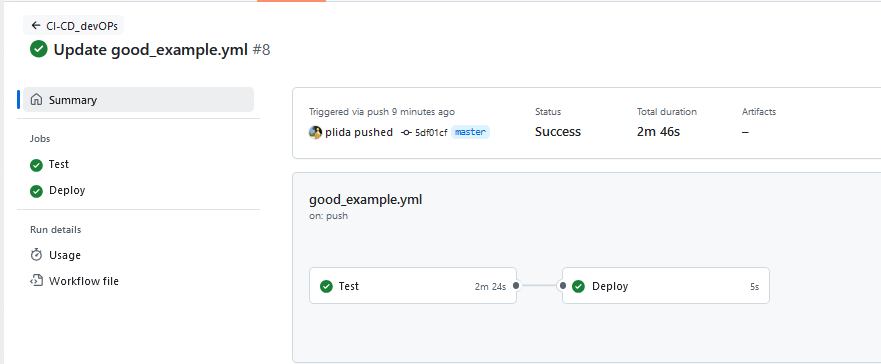 ← CI-CD_devOPs
Update good_example.yml #8
Summary
Jobs
Test
Deploy
Run details
Usage
Workflow file
Triggered via push 9 minutes ago
plida pushed 5df01cf master
Status
Success
Total duration
2m 46s
Artifacts
–
good_example.yml
on: push
Test 2m 24s
Deploy 5s